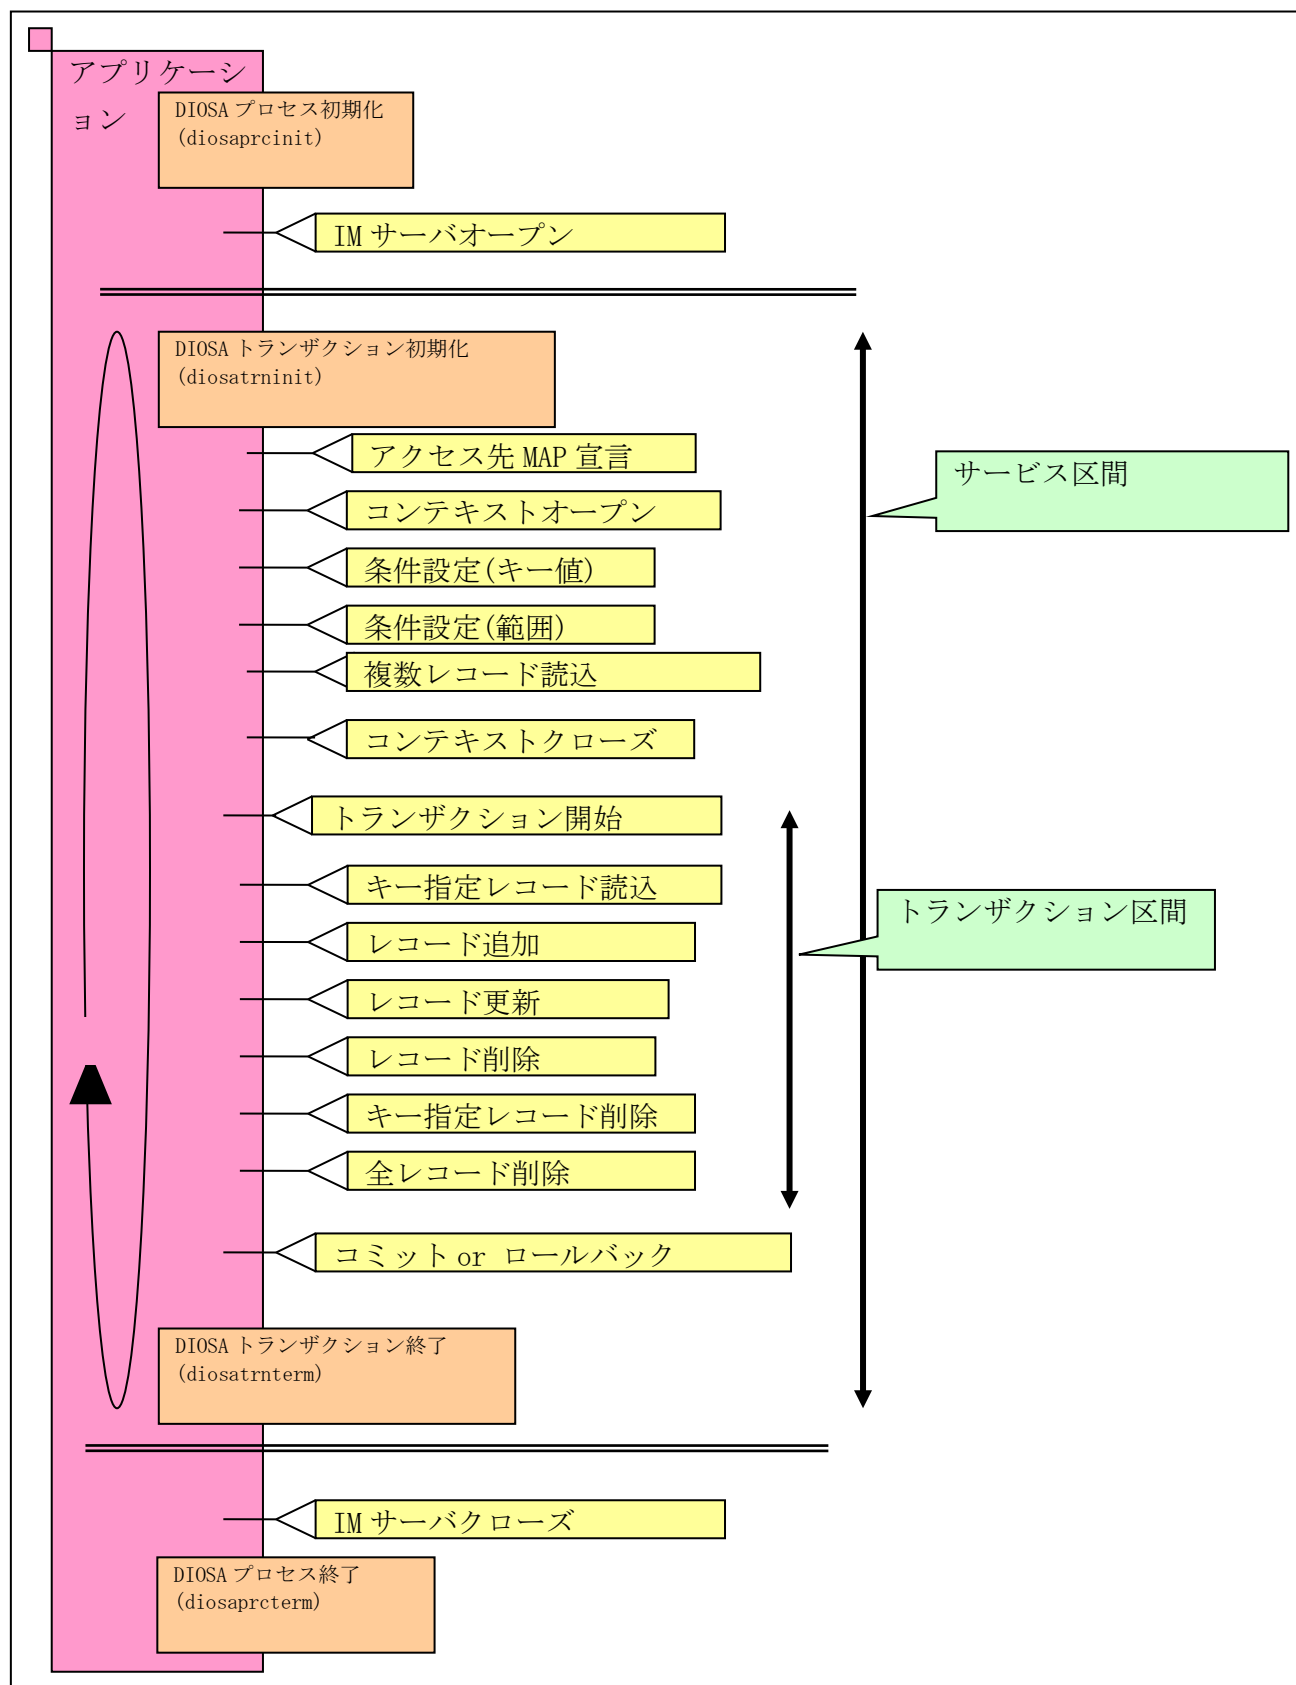 アプリケーシ
ョン
DIOSA プロセス初期化
(diosaprcinit)
IM サーバオープン
DIOSA トランザクション初期化
(diosatrninit)
アクセス先 MAP 宣言
サービス区間
コンテキストオープン
条件設定(キー値)
条件設定(範囲)
複数レコード読込
コンテキストクローズ
トランザクション開始
キー指定レコード読込
トランザクション区間
レコード追加
レコード更新
レコード削除
キー指定レコード削除
全レコード削除
コミット or ロールバック
DIOSA トランザクション終了
(diosatrnterm)
IM サーバクローズ
DIOSA プロセス終了
(diosaprcterm)